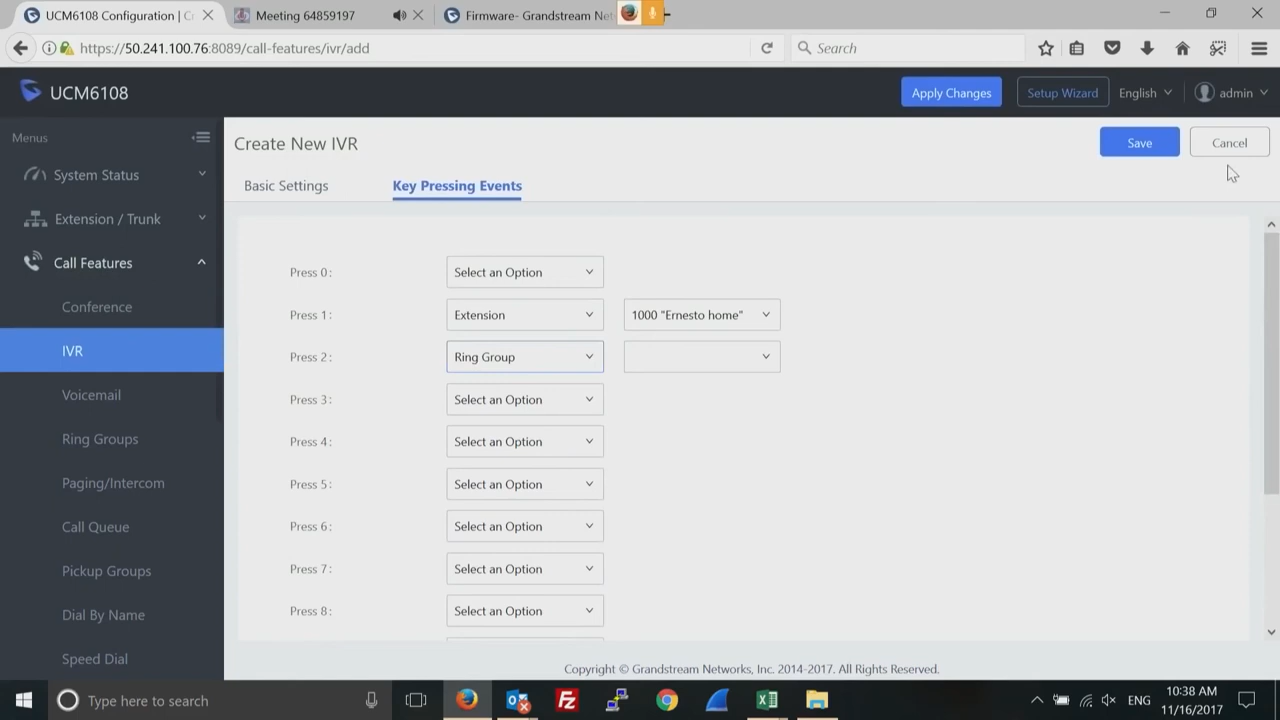 UCM6108 Configuration | C
Meeting 64859197
Firmware- Grandstream Net
https://50.241.100.76:8089/call-features/ivr/add
Search
UCM6108
Apply Changes
Setup Wizard
English
admin
Menus
Create New IVR
Save
Cancel
System Status
Basic Settings
Key Pressing Events
Extension / Trunk
Call Features
Press 0:
Select an Option
Conference
Press 1:
Extension
1000 "Ernesto home"
IVR
Press 2:
Ring Group
Voicemail
Press 3:
Select an Option
Ring Groups
Press 4:
Select an Option
Paging/Intercom
Press 5:
Select an Option
Call Queue
Press 6:
Select an Option
Pickup Groups
Press 7:
Select an Option
Dial By Name
Press 8:
Select an Option
Speed Dial
Copyright © Grandstream Networks, Inc. 2014-2017. All Rights Reserved.
Type here to search
ENG
10:38 AM
11/16/2017